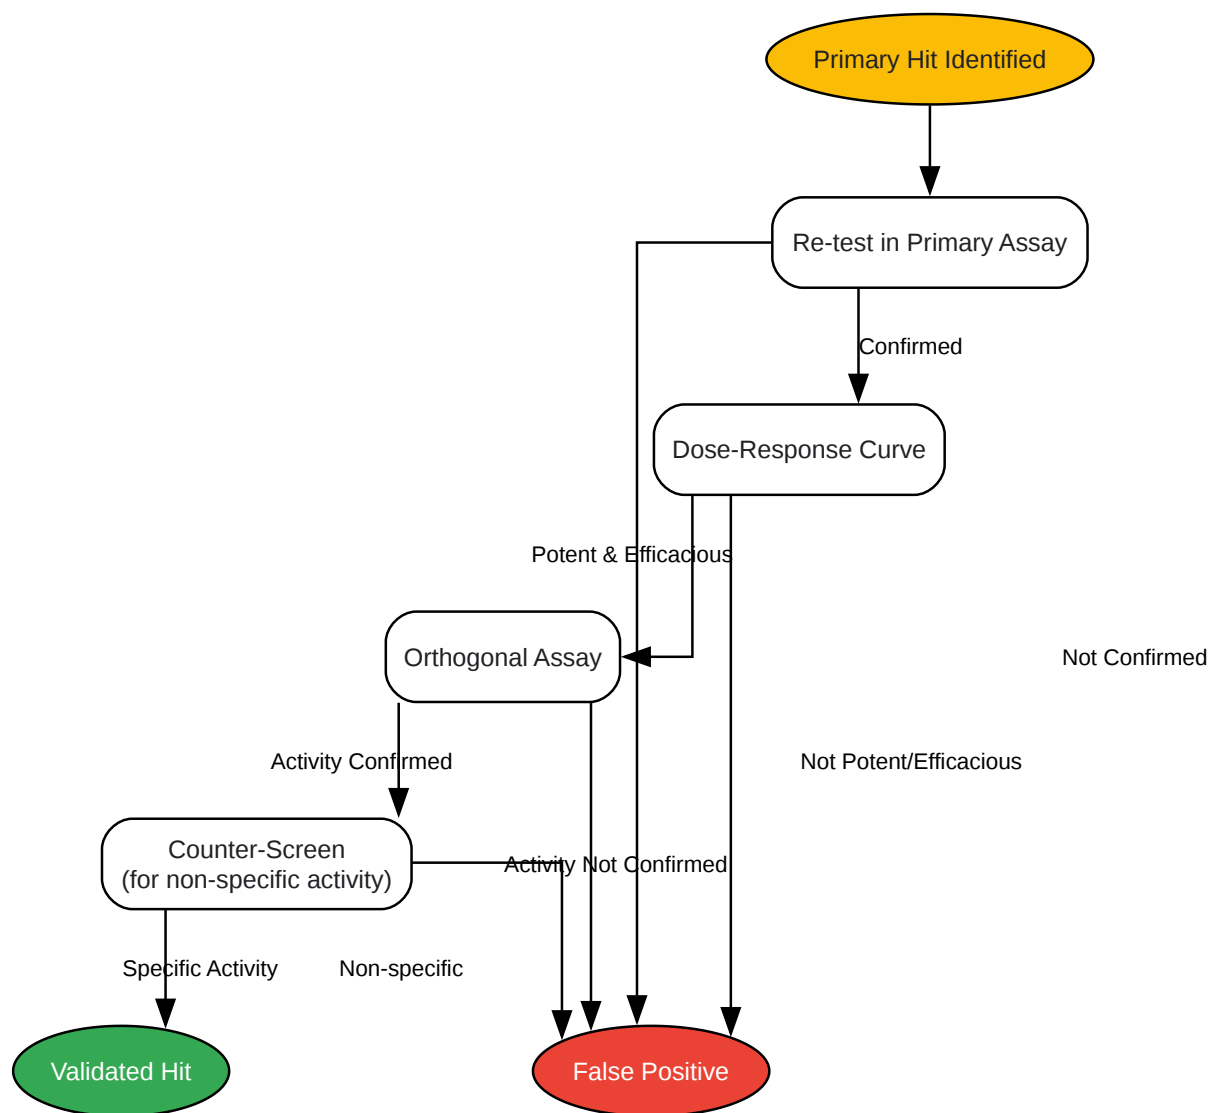 Primary Hit Identified
Re-test in Primary Assay
Confirmed
Dose-Response Curve
Potent & Efficacious
Orthogonal Assay
Not Confirmed
Activity Confirmed
Not Potent/Efficacious
Counter-Screen
(for non-specific activity)
Activity Not Confirmed
Specific Activity
Non-specific
Validated Hit
False Positive